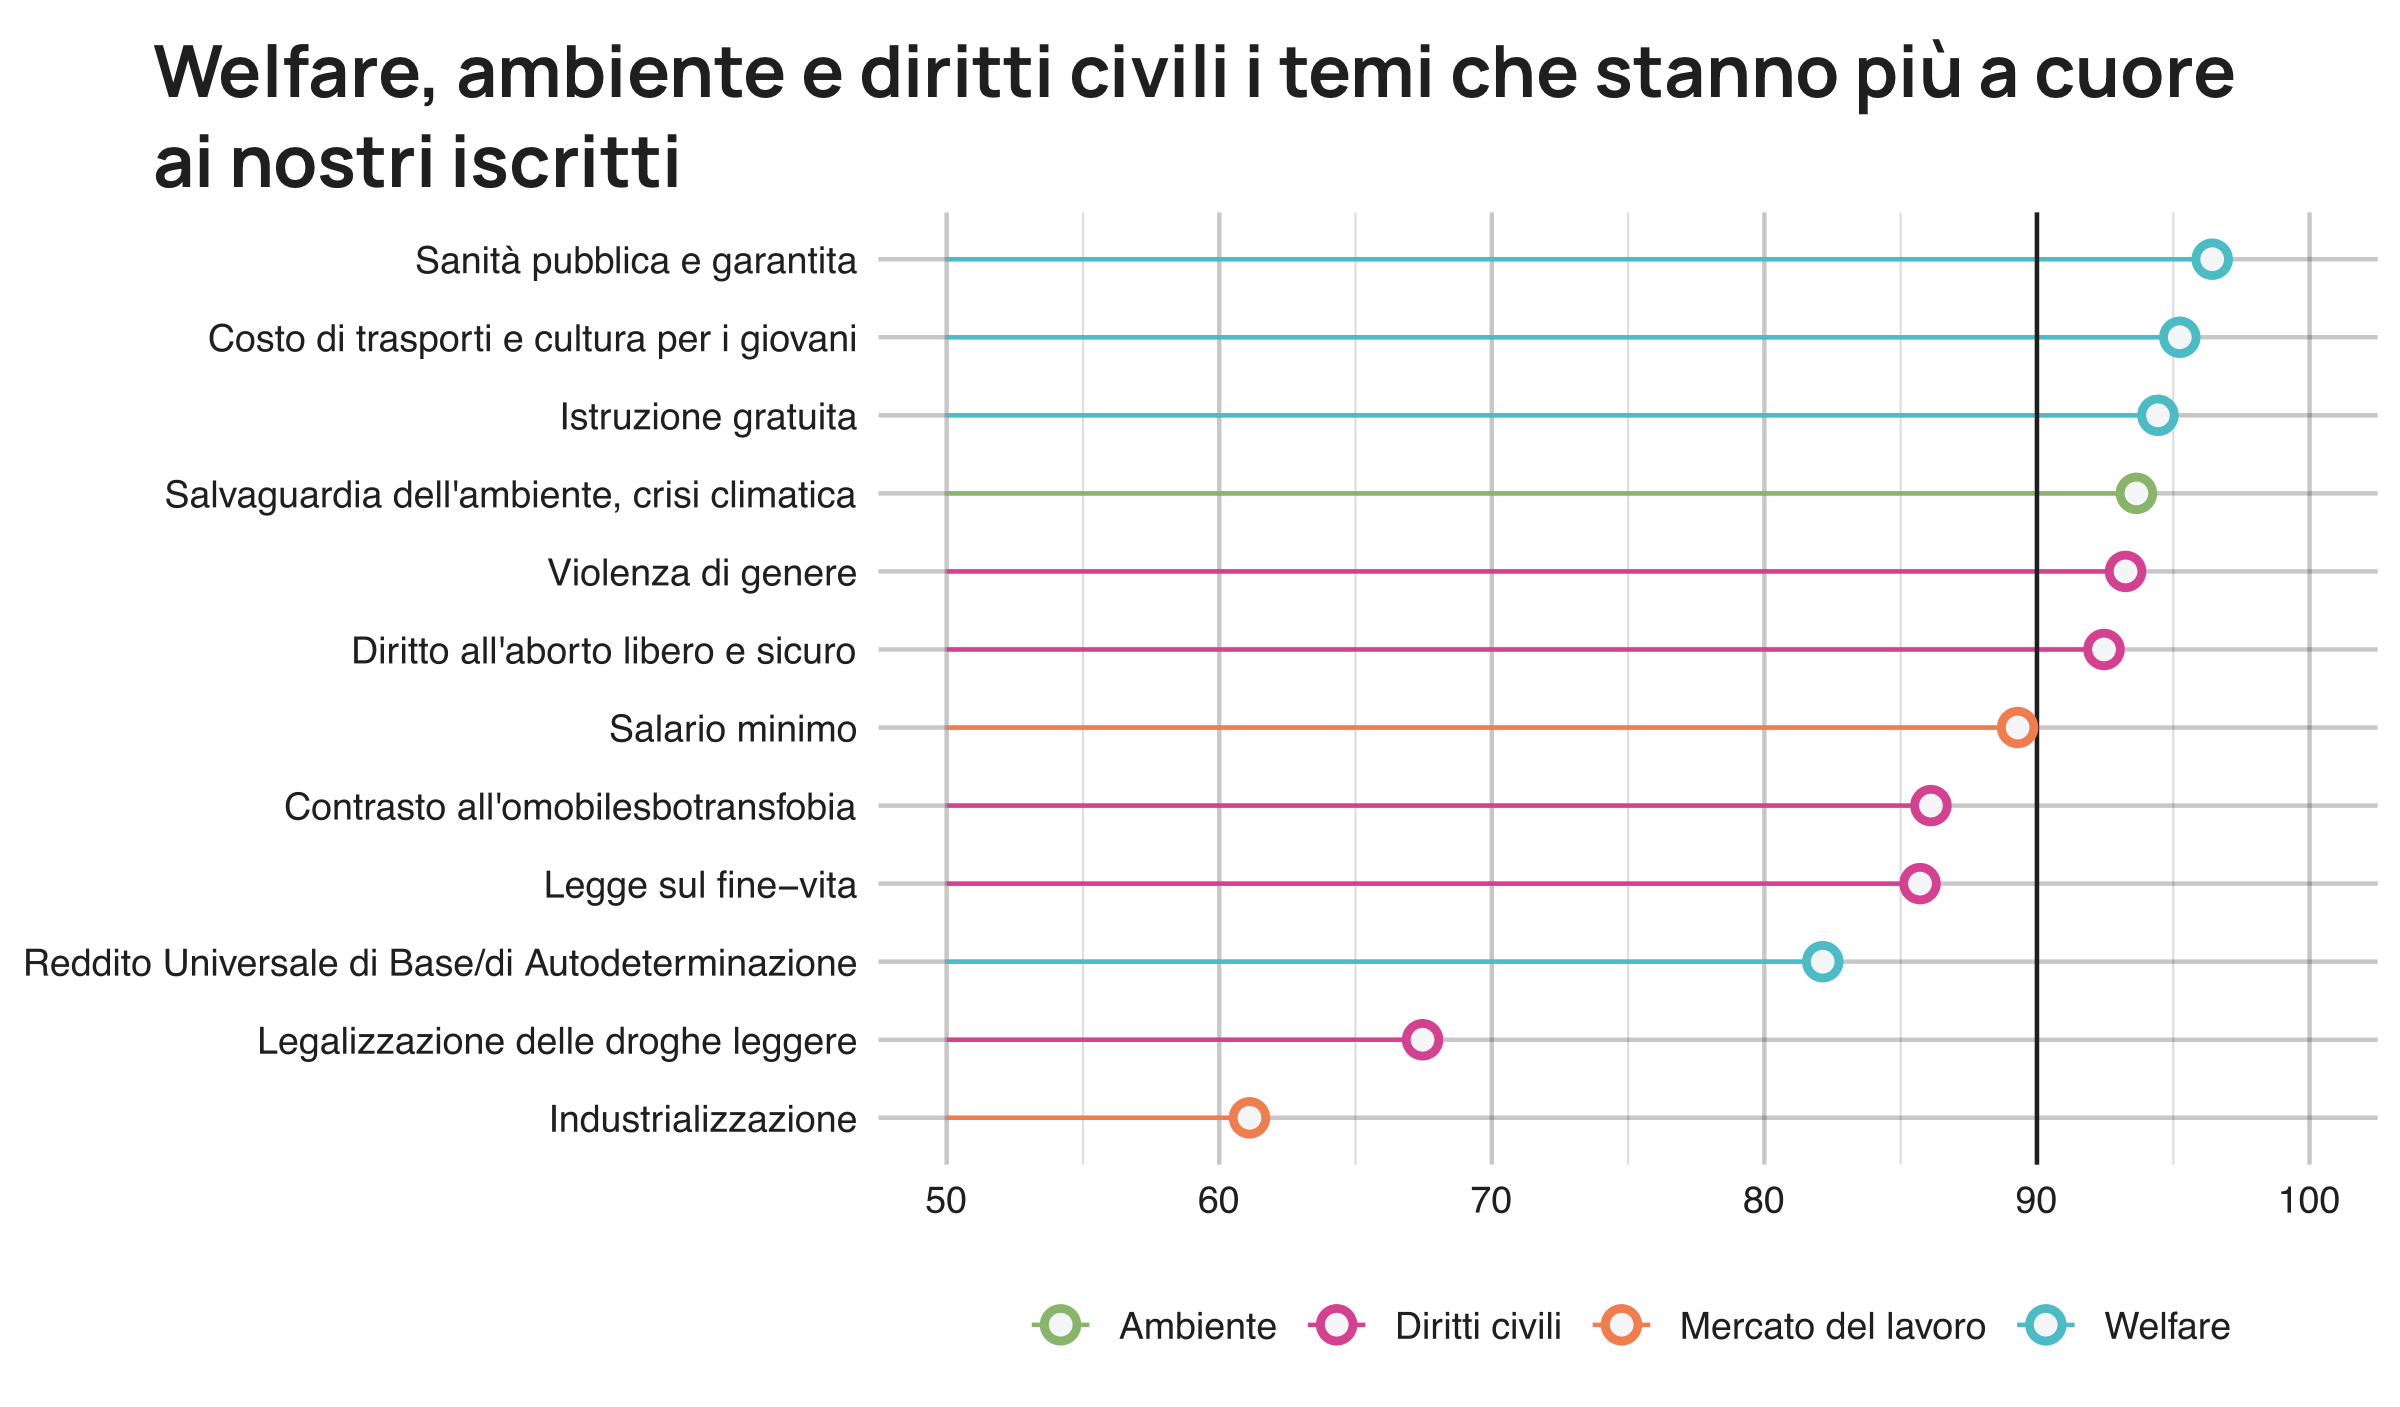 Welfare, ambiente e diritti civili i temi che stanno più a cuore
ai nostri iscritti
Sanità pubblica e garantita
Costo di trasporti e cultura per i giovani
Istruzione gratuita
Salvaguardia dell'ambiente, crisi climatica
Violenza di genere
Diritto all'aborto libero e sicuro
Salario minimo
Contrasto all'omobilesbotransfobia
Legge sul fine−vita
Reddito Universale di Base/di Autodeterminazione
Legalizzazione delle droghe leggere
Industrializzazione
50 60 70 80 90 100
Ambiente Diritti civili Mercato del lavoro Welfare